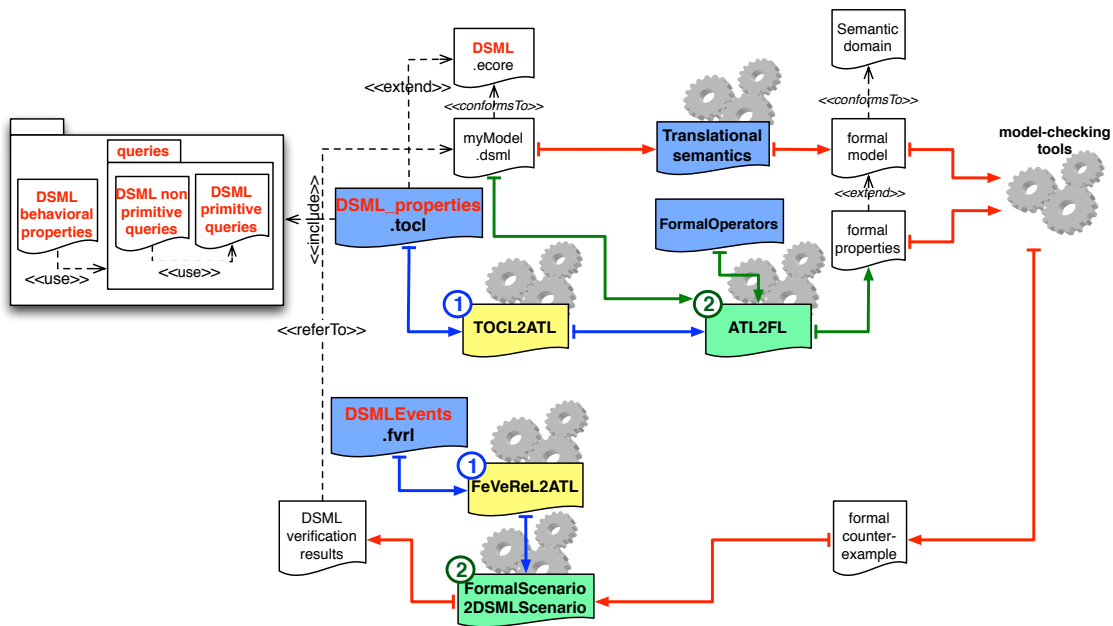 DSML
.ecore
Semantic
domain
<<extend>>
<<conformsTo>>
<<conformsTo>>
myModel
.dsml
Translational
semantics
formal
model
model-checking
tools
queries
DSML
behavioral
properties
DSML non
primitive
queries
DSML
primitive
queries
<<use>>
<<use>>
<<include>>
DSML_properties
.tocl
FormalOperators
<<extend>>
formal
properties
1
TOCL2ATL
2
ATL2FL
<<referTo>>
DSMLEvents
.fvrl
1
FeVeReL2ATL
DSML
verification
results
formal
counter-
example
2
FormalScenario
2DSMLScenario